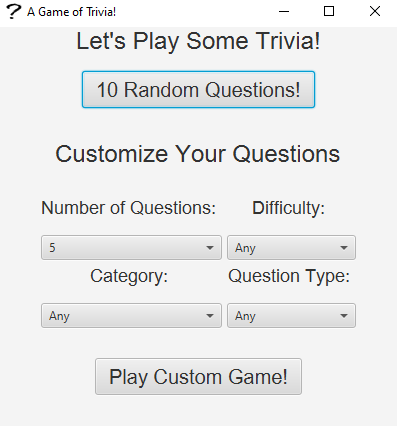 A Game of Trivia!
Let's Play Some Trivia!
10 Random Questions!
Customize Your Questions
Number of Questions: Difficulty:
5 Any
Category: Question Type:
Any Any
Play Custom Game!